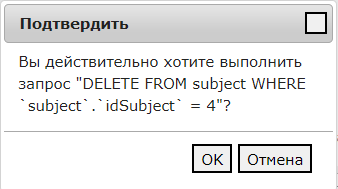 Подтвердить
Вы действительно хотите выполнить
запрос "DELETE FROM subject WHERE
`subject`.`idSubject` = 4"?
OK Отмена